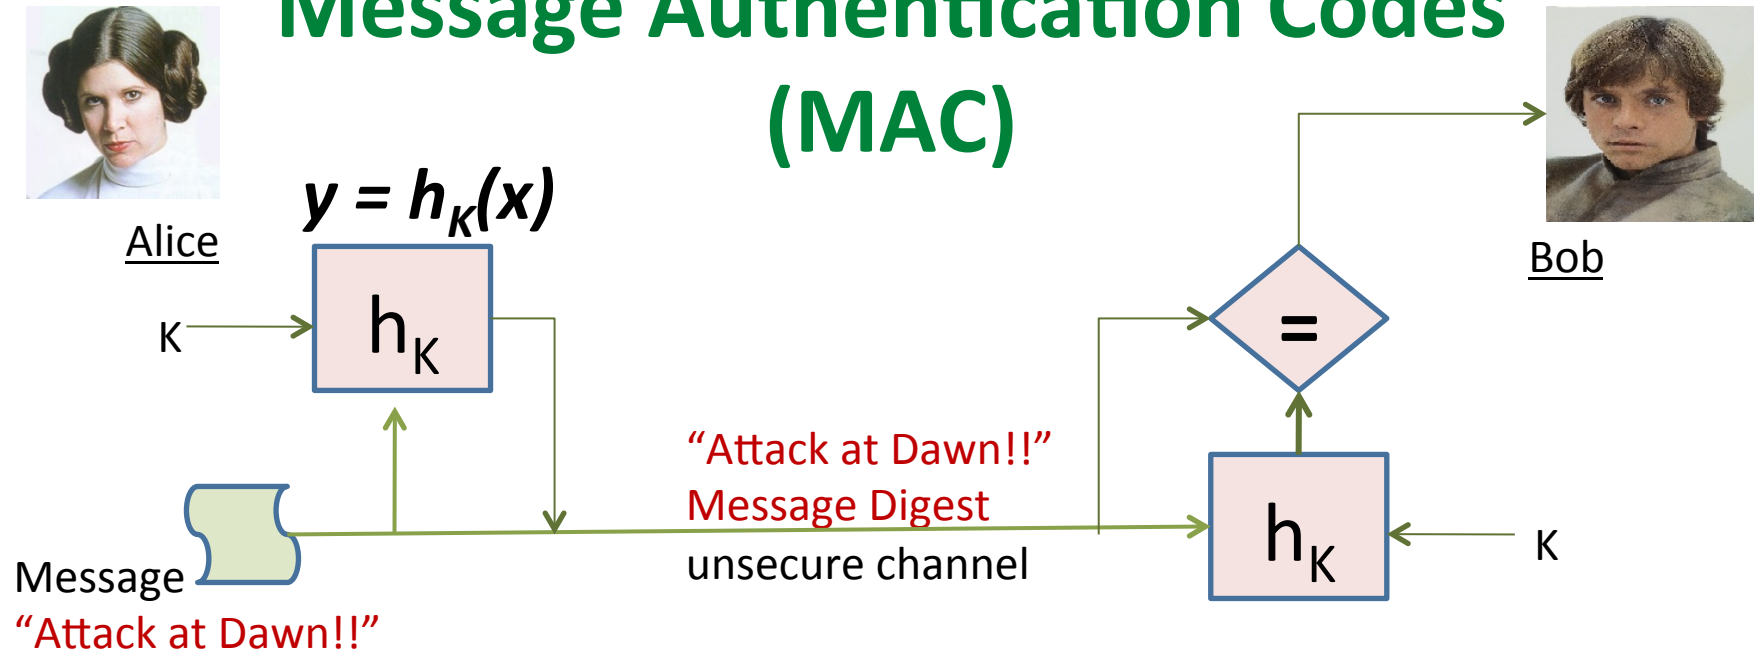 Message Authentication Codes
(MAC)
Alice
y = hK(x)
K
hK
=
Bob
"Attack at Dawn!!"
Message Digest
unsecure channel
hK
K
Message
"Attack at Dawn!!"